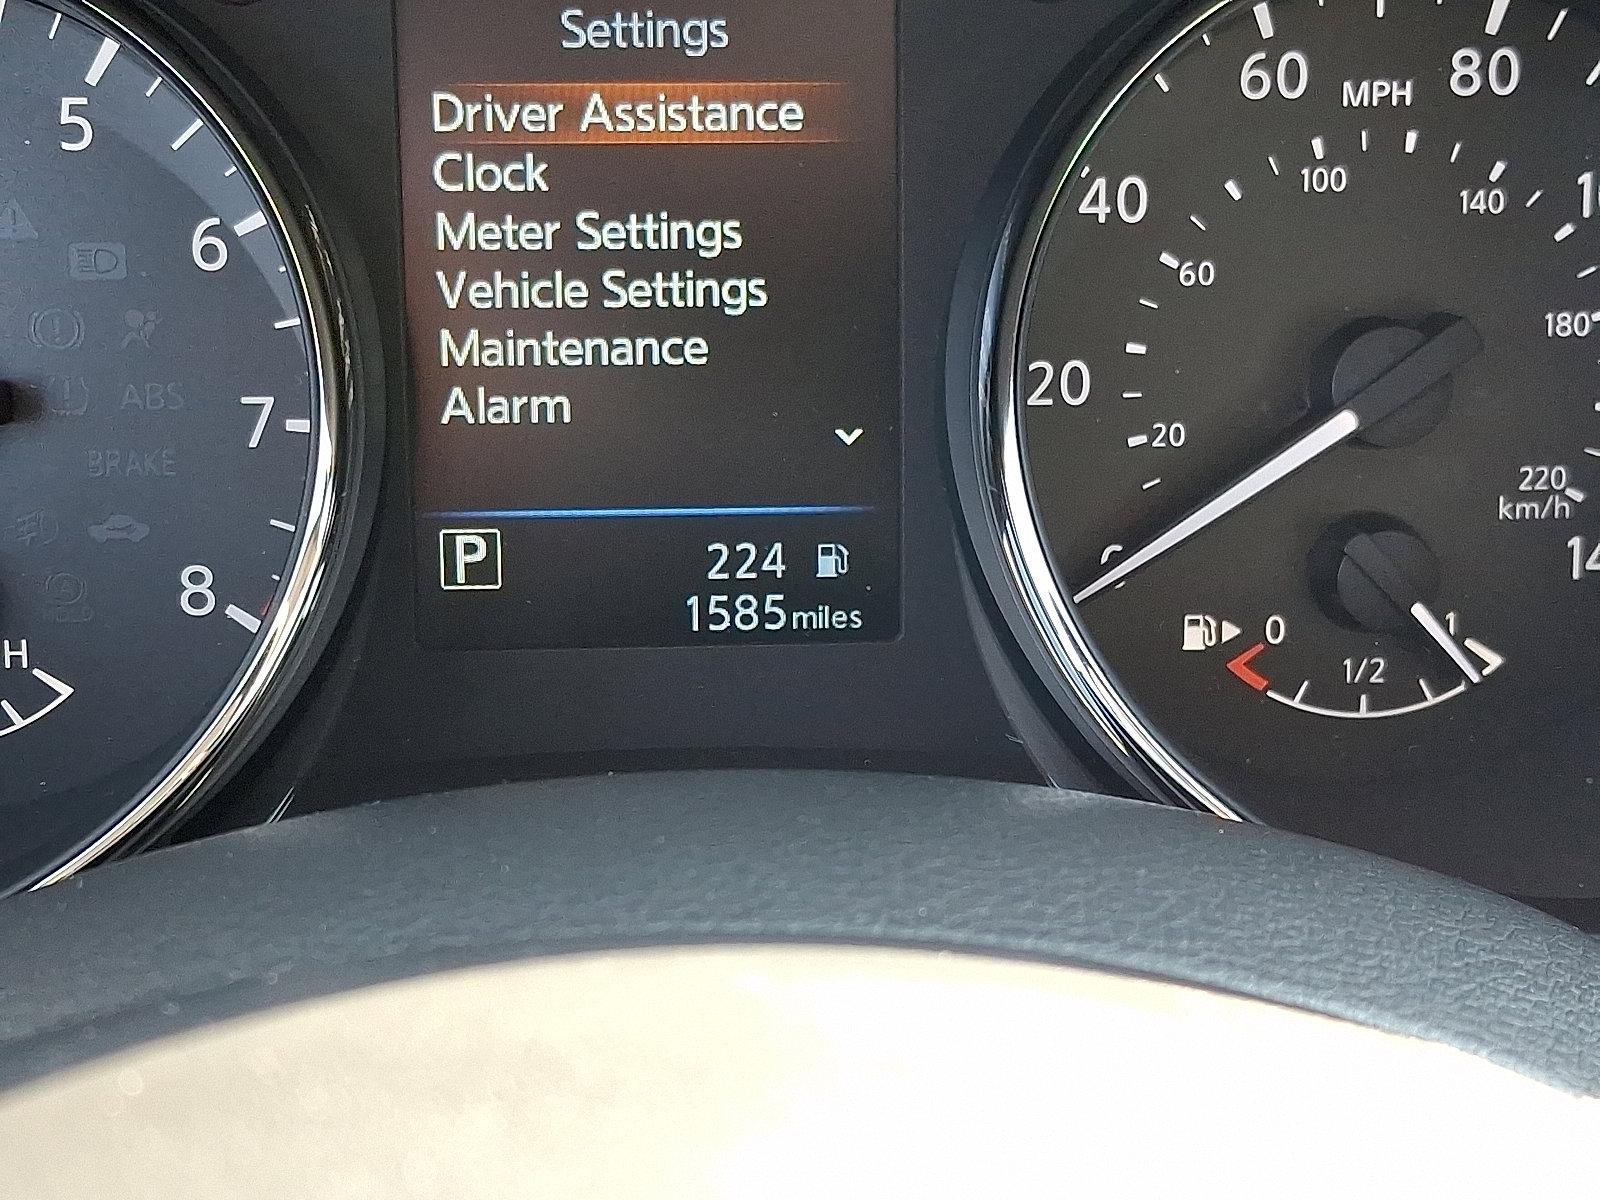 Settings
Driver Assistance
Clock
Meter Settings
Vehicle Settings
Maintenance
Alarm
P
224
1585 miles
5
6
7
8
H
ABS
BRAKE
20
40
60
MPH
80
20
60
100
140
180
220
km/h
0
1/2
1